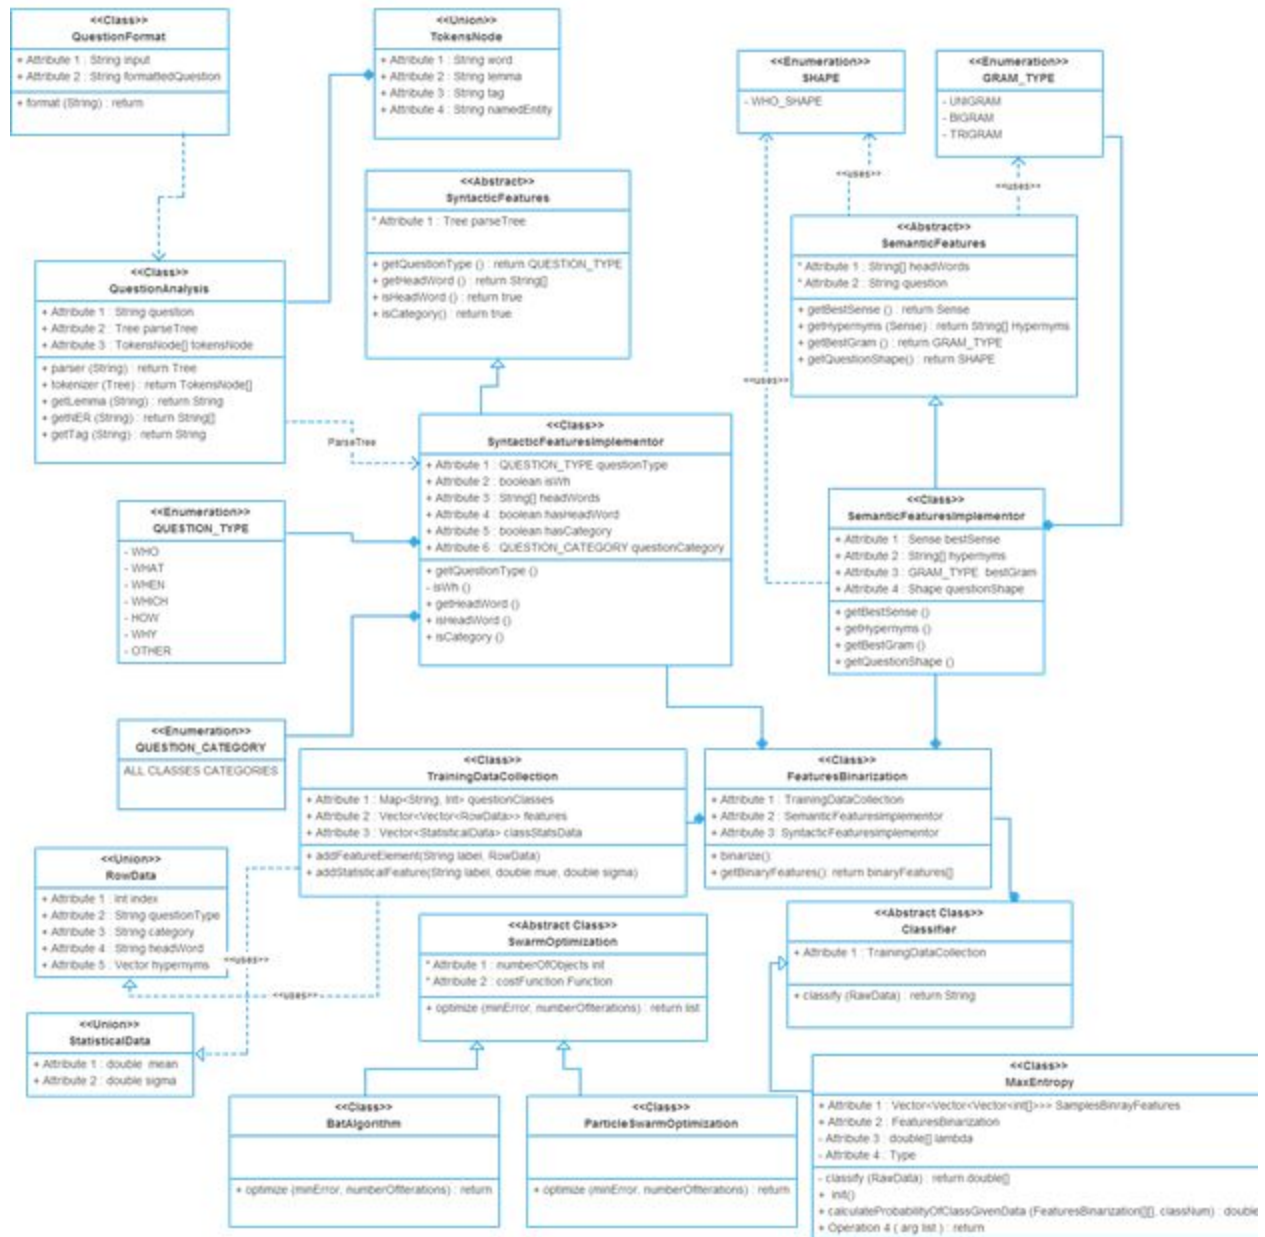 <<Class>>
QuestionFormat
+ Attribute 1 : String input
+ Attribute 2 : String formattedQuestion
+ format (String) : return
<<Union>>
TokensNode
+ Attribute 1 : String word
+ Attribute 2 : String lemma
+ Attribute 3 : String tag
+ Attribute 4 : String namedEntity
<<Enumeration>>
SHAPE
- WHO_SHAPE
<<Enumeration>>
GRAM_TYPE
- UNIGRAM
- BIGRAM
- TRIGRAM
<<uses>>
<<uses>>
<<Abstract>>
SyntacticFeatures
* Attribute 1 : Tree parseTree
+ getQuestionType () : return QUESTION_TYPE
+ getHeadWord () : return String[]
+ isHeadWord () : return true
+ isCategory() : return true
<<Abstract>>
SemanticFeatures
* Attribute 1 : String[] headWords
* Attribute 2 : String question
+ getBestSense () : return Sense
+ getHypernyms (Sense) : return String[] Hypernyms
+ getBestGram () : return GRAM_TYPE
+ getQuestionShape() : return SHAPE
<<uses>>
<<Class>>
QuestionAnalysis
+ Attribute 1 : String question
+ Attribute 2 : Tree parseTree
+ Attribute 3 : TokensNode[] tokensNode
+ parser (String) : return Tree
+ tokenizer (Tree) : return TokensNode[]
+ getLemma (String) : return String
+ getNER (String) : return String[]
+ getTag (String) : return String
ParseTree
<<Class>>
SyntacticFeaturesImplementor
+ Attribute 1 : QUESTION_TYPE questionType
+ Attribute 2 : boolean isWh
+ Attribute 3 : String[] headWords
+ Attribute 4 : boolean hasHeadWord
+ Attribute 5 : boolean hasCategory
+ Attribute 6 : QUESTION_CATEGORY questionCategory
+ getQuestionType ()
- isWh ()
+ getHeadWord ()
+ isHeadWord ()
+ isCategory ()
<<Class>>
SemanticFeaturesImplementor
+ Attribute 1 : Sense bestSense
+ Attribute 2 : String[] hypernyms
+ Attribute 3 : GRAM_TYPE bestGram
+ Attribute 4 : Shape questionShape
+ getBestSense ()
+ getHypernyms ()
+ getBestGram ()
+ getQuestionShape ()
<<Enumeration>>
QUESTION_TYPE
- WHO
- WHAT
- WHEN
- WHICH
- HOW
- WHY
- OTHER
<<Enumeration>>
QUESTION_CATEGORY
ALL CLASSES CATEGORIES
<<Class>>
TrainingDataCollection
+ Attribute 1 : Map<String, Int> questionClasses
+ Attribute 2 : Vector<Vector<RowData>> features
+ Attribute 3 : Vector<StatisticalData> classStatsData
+ addFeatureElement(String label, RowData)
+ addStatisticalFeature(String label, double mue, double sigma)
<<Class>>
FeaturesBinarization
+ Attribute 1 : TrainingDataCollection
+ Attribute 2 : SemanticFeaturesImplementor
+ Attribute 3: SyntacticFeaturesImplementor
+ binarize()
+ getBinaryFeatures(): return binaryFeatures[]
<<Union>>
RowData
+ Attribute 1 : int index
+ Attribute 2 : String questionType
+ Attribute 3 : String category
+ Attribute 4 : String headWord
+ Attribute 5 : Vector hypernyms
<<uses>>
<<uses>>
<<Union>>
StatisticalData
+ Attribute 1 : double mean
+ Attribute 2 : double sigma
<<Abstract Class>>
SwarmOptimization
* Attribute 1 : numberOfObjects int
* Attribute 2 : costFunction Function
+ optimize (minError, numberOfIterations) : return list
<<Abstract Class>>
Classifier
+ Attribute 1 : TrainingDataCollection
+ classify (RawData) : return String
<<Class>>
BatAlgorithm
+ optimize (minError, numberOfIterations) : return
<<Class>>
ParticleSwarmOptimization
+ optimize (minError, numberOfIterations) : return
<<Class>>
MaxEntropy
+ Attribute 1 : Vector<Vector<Vector<int[]>>> SamplesBinrayFeatures
+ Attribute 2 : FeaturesBinarization
- Attribute 3 : double[] lambda
- Attribute 4 : Type
- classify (RawData) : return double[]
+ init()
+ calculateProbabilityOfClassGivenData (FeaturesBinarization[][], classNum) : double
+ Operation 4 ( arg list ) : return